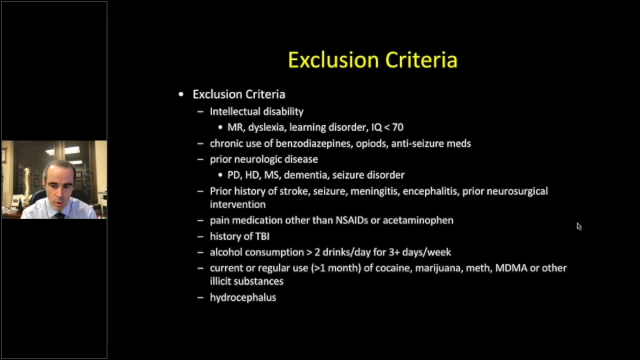 Exclusion Criteria
• Exclusion Criteria
– Intellectual disability
• MR, dyslexia, learning disorder, IQ < 70
– chronic use of benzodiazepines, opiods, anti-seizure meds
– prior neurologic disease
• PD, HD, MS, dementia, seizure disorder
– Prior history of stroke, seizure, meningitis, encephalitis, prior neurosurgical
intervention
– pain medication other than NSAIDs or acetaminophen
– history of TBI
– alcohol consumption > 2 drinks/day for 3+ days/week
– current or regular use (>1 month) of cocaine, marijuana, meth, MDMA or other
illicit substances
– hydrocephalus